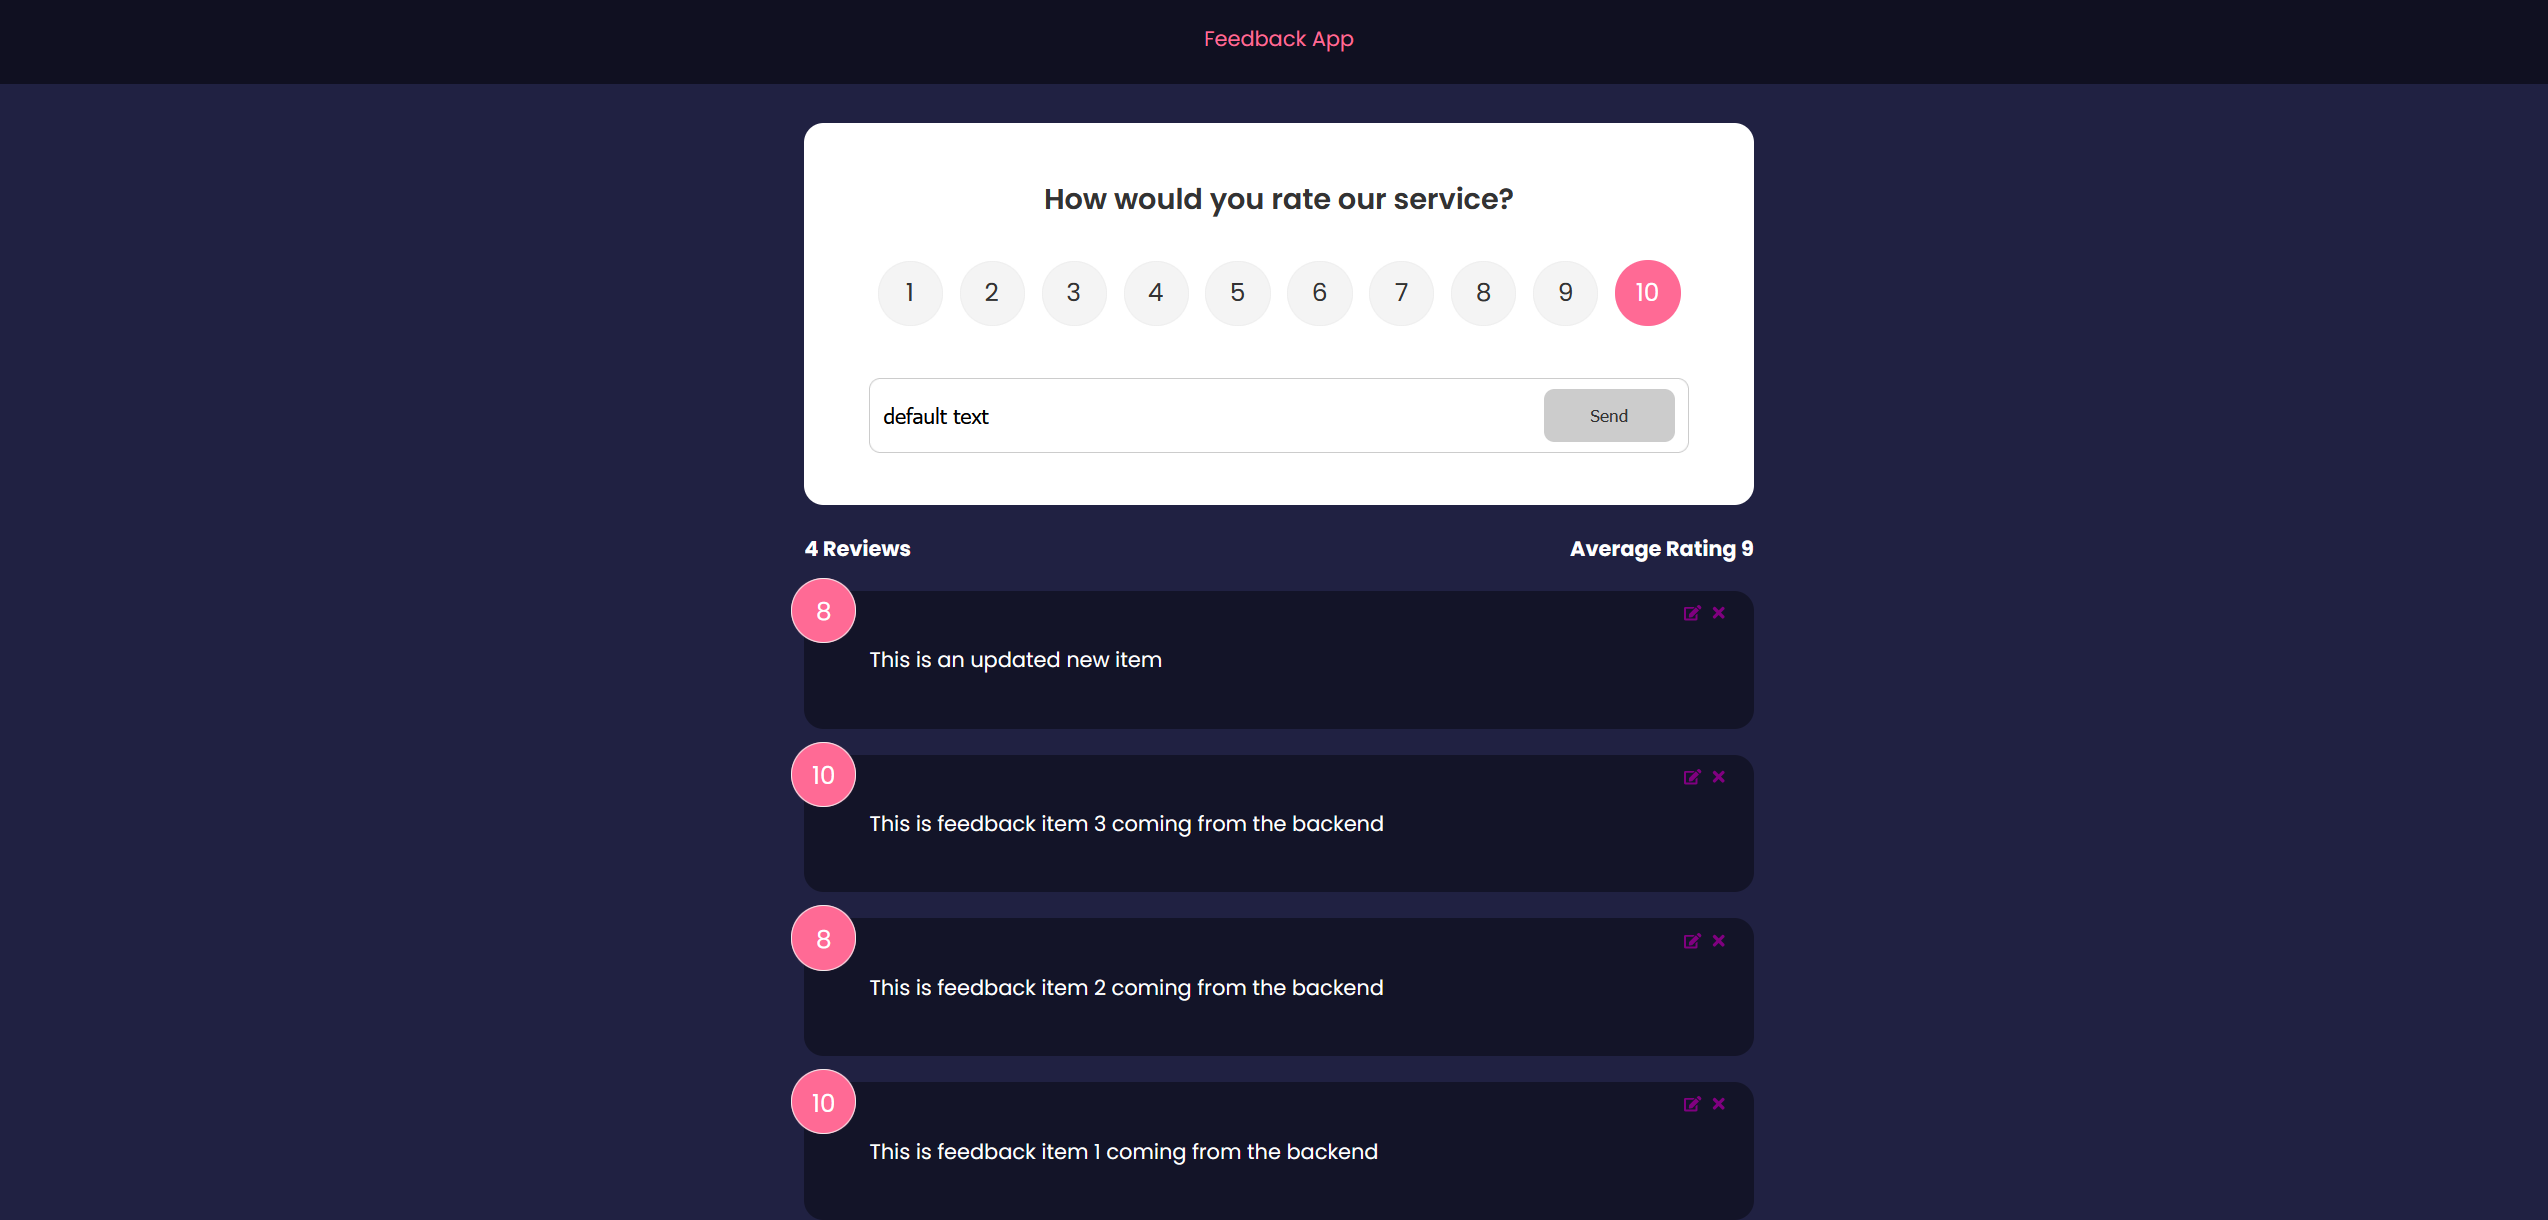 Feedback App
How would you rate our service?
1 2 3 4 5 6 7 8 9 10
default text Send
4 Reviews Average Rating 9
8
This is an updated new item
10
This is feedback item 3 coming from the backend
8
This is feedback item 2 coming from the backend
10
This is feedback item 1 coming from the backend